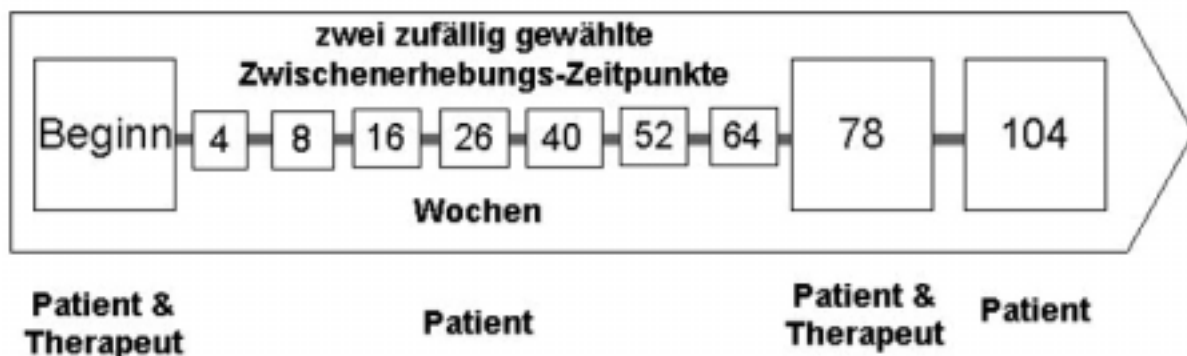 zwei zufällig gewählte
Zwischenerhebungs-Zeitpunkte
Beginn 4 8 16 26 40 52 64 78 104
Wochen
Patient & Therapeut
Patient
Patient & Therapeut
Patient